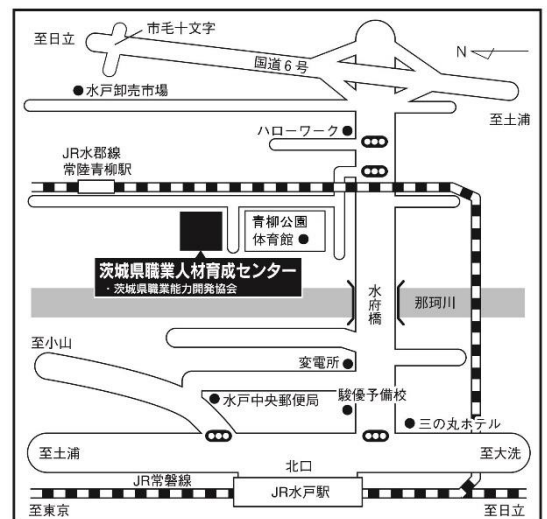 市毛十文字
至日立
国道6号
N
水戸卸売市場
至土浦
ハローワーク
JR水郡線
常陸青柳駅
青柳公園
体育館
茨城県職業人材育成センター
・茨城県職業能力開発協会
水府橋
那珂川
至小山
変電所
水戸中央郵便局
駿優予備校
三の丸ホテル
至土浦
北口
至大洗
JR常磐線
JR水戸駅
至東京
至日立